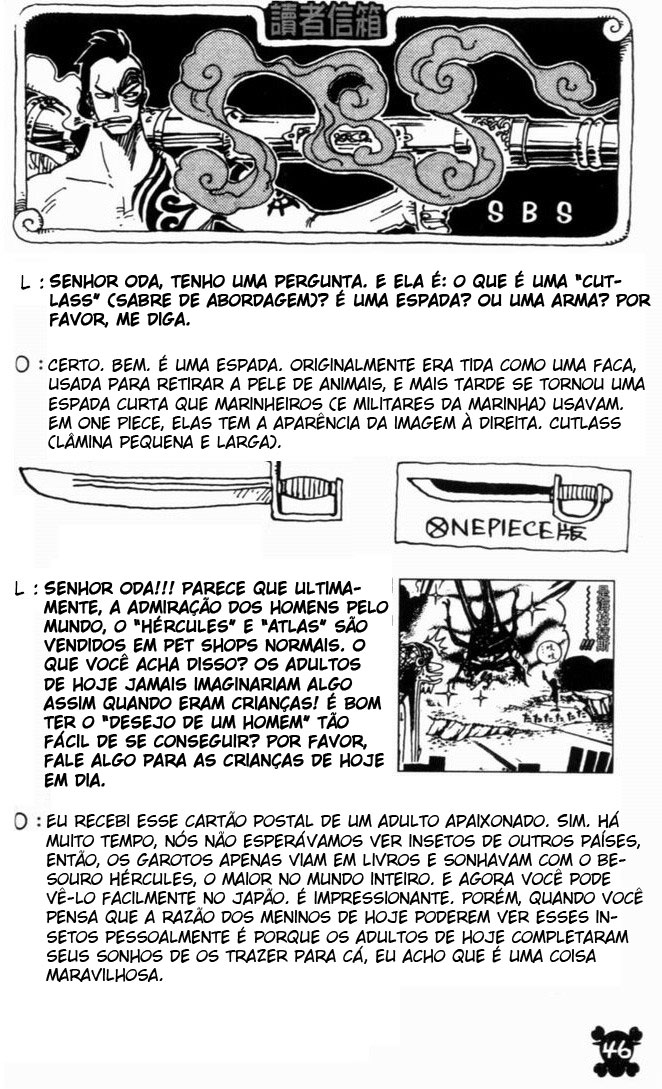 讀者信箱
SBS
S B S
L : SENHOR ODA, TENHO UMA PERGUNTA. E ELA É: O QUE É UMA "CUT-
LASS" (SABRE DE ABORDAGEM)? É UMA ESPADA? OU UMA ARMA? POR
FAVOR, ME DIGA.
O : CERTO. BEM. É UMA ESPADA. ORIGINALMENTE ERA TIDA COMO UMA FACA,
USADA PARA RETIRAR A PELE DE ANIMAIS, E MAIS TARDE SE TORNOU UMA
ESPADA CURTA QUE MARINHEIROS (E MILITARES DA MARINHA) USAVAM.
EM ONE PIECE, ELAS TEM A APARÊNCIA DA IMAGEM À DIREITA. CUTLASS
(LÂMINA PEQUENA E LARGA).
ONEPIECE版
L : SENHOR ODA!!! PARECE QUE ULTIMA-
MENTE, A ADMIRAÇÃO DOS HOMENS PELO
MUNDO, O "HÉRCULES" E "ATLAS" SÃO
VENDIDOS EM PET SHOPS NORMAIS. O
QUE VOCÊ ACHA DISSO? OS ADULTOS
DE HOJE JAMAIS IMAGINARIAM ALGO
ASSIM QUANDO ERAM CRIANÇAS! É BOM
TER O "DESEJO DE UM HOMEM" TÃO
FÁCIL DE SE CONSEGUIR? POR FAVOR,
FALE ALGO PARA AS CRIANÇAS DE HOJE
EM DIA.
O : EU RECEBI ESSE CARTÃO POSTAL DE UM ADULTO APAIXONADO. SIM. HÁ
MUITO TEMPO, NÓS NÃO ESPERÁVAMOS VER INSETOS DE OUTROS PAÍSES,
ENTÃO, OS GAROTOS APENAS VIAM EM LIVROS E SONHAVAM COM O BE-
SOURO HÉRCULES, O MAIOR NO MUNDO INTEIRO. E AGORA VOCÊ PODE
VÊ-LO FACILMENTE NO JAPÃO. É IMPRESSIONANTE. PORÉM, QUANDO VOCÊ
PENSA QUE A RAZÃO DOS MENINOS DE HOJE PODEREM VER ESSES IN-
SETOS PESSOALMENTE É PORQUE OS ADULTOS DE HOJE COMPLETARAM
SEUS SONHOS DE OS TRAZER PARA CÁ, EU ACHO QUE É UMA COISA
MARAVILHOSA.
46